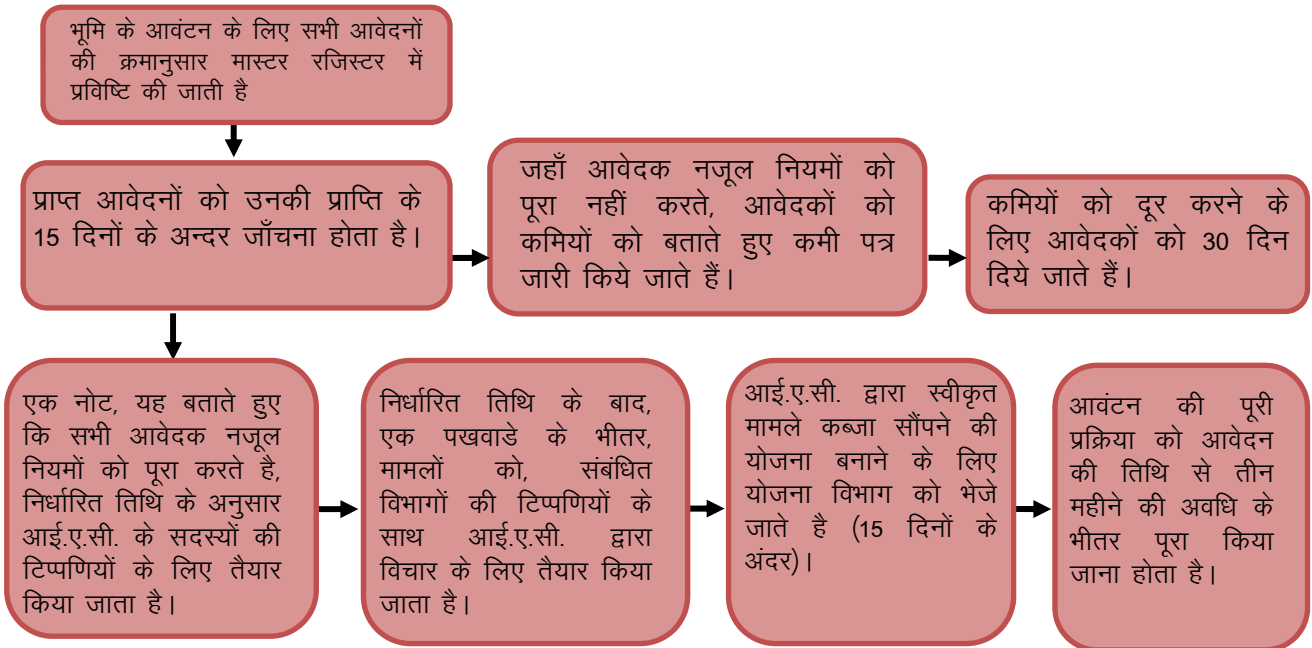 भूमि के आवंटन के लिए सभी आवेदनों
की क्रमानुसार मास्टर रजिस्टर में
प्रविष्टि की जाती है
प्राप्त आवेदनों को उनकी प्राप्ति के
15 दिनों के अन्दर जाँचना होता है।
जहाँ आवेदक नजूल नियमों को
पूरा नहीं करते, आवेदकों को
कमियों को बताते हुए कमी पत्र
जारी किये जाते हैं।
कमियों को दूर करने के
लिए आवेदकों को 30 दिन
दिये जाते हैं।
एक नोट, यह बताते हुए
कि सभी आवेदक नजूल
नियमों को पूरा करते है,
निर्धारित तिथि के अनुसार
आई.ए.सी. के सदस्यों की
टिप्पणियों के लिए तैयार
किया जाता है।
निर्धारित तिथि के बाद,
एक पखवाडे के भीतर,
मामलों को, संबंधित
विभागों की टिप्पणियों के
साथ आई.ए.सी. द्वारा
विचार के लिए तैयार किया
जाता है।
आई.ए.सी. द्वारा स्वीकृत
मामले कब्जा सौंपने की
योजना बनाने के लिए
योजना विभाग को भेजे
जाते है (15 दिनों के
अंदर)।
आवंटन की पूरी
प्रक्रिया को आवेदन
की तिथि से तीन
महीने की अवधि के
भीतर पूरा किया
जाना होता है।